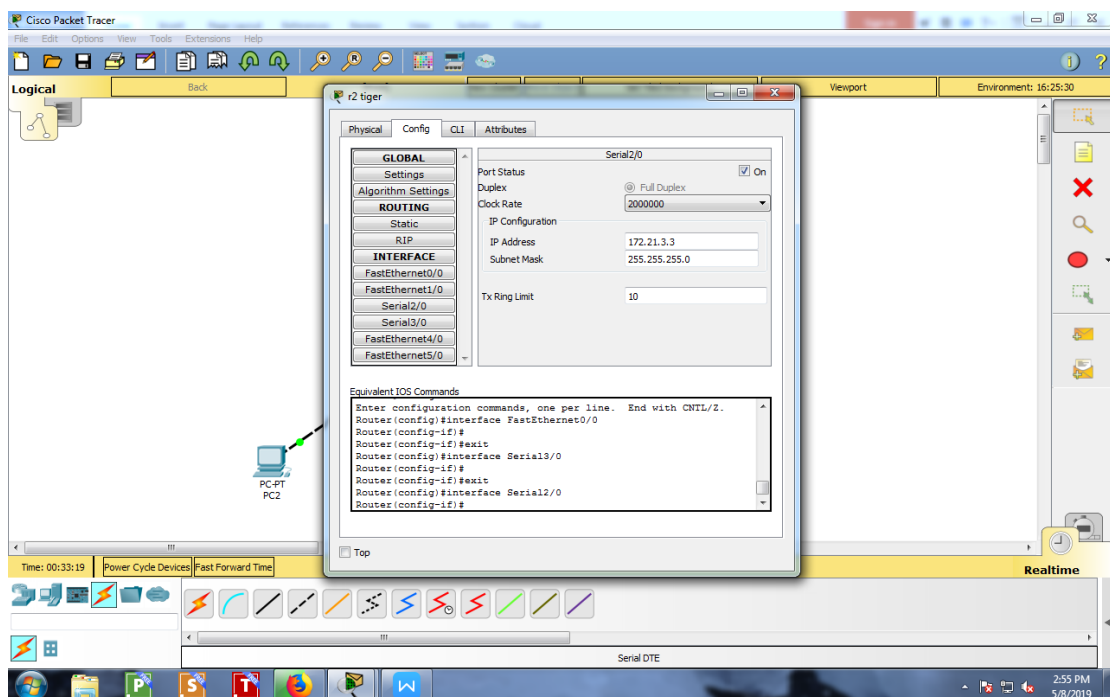 Cisco Packet Tracer
File Edit Options View Tools Extensions Help
Logical
Back
Viewport
Environment: 16:25:30
r2 tiger
Physical Config CLI Attributes
GLOBAL
Settings
Algorithm Settings
ROUTING
Static
RIP
INTERFACE
FastEthernet0/0
FastEthernet1/0
Serial2/0
Serial3/0
FastEthernet4/0
FastEthernet5/0
Serial2/0
Port Status
On
Duplex
Full Duplex
Clock Rate
2000000
IP Configuration
IP Address
172.21.3.3
Subnet Mask
255.255.255.0
Tx Ring Limit
10
Equivalent IOS Commands
Enter configuration commands, one per line. End with CNTL/Z.
Router(config)#interface FastEthernet0/0
Router(config-if)#
Router(config-if)#exit
Router(config)#interface Serial3/0
Router(config-if)#
Router(config-if)#exit
Router(config)#interface Serial2/0
Router(config-if)#
Top
PC-PT
PC2
Time: 00:33:19
Power Cycle Devices
Fast Forward Time
Realtime
Serial DTE
2:55 PM
5/8/2019